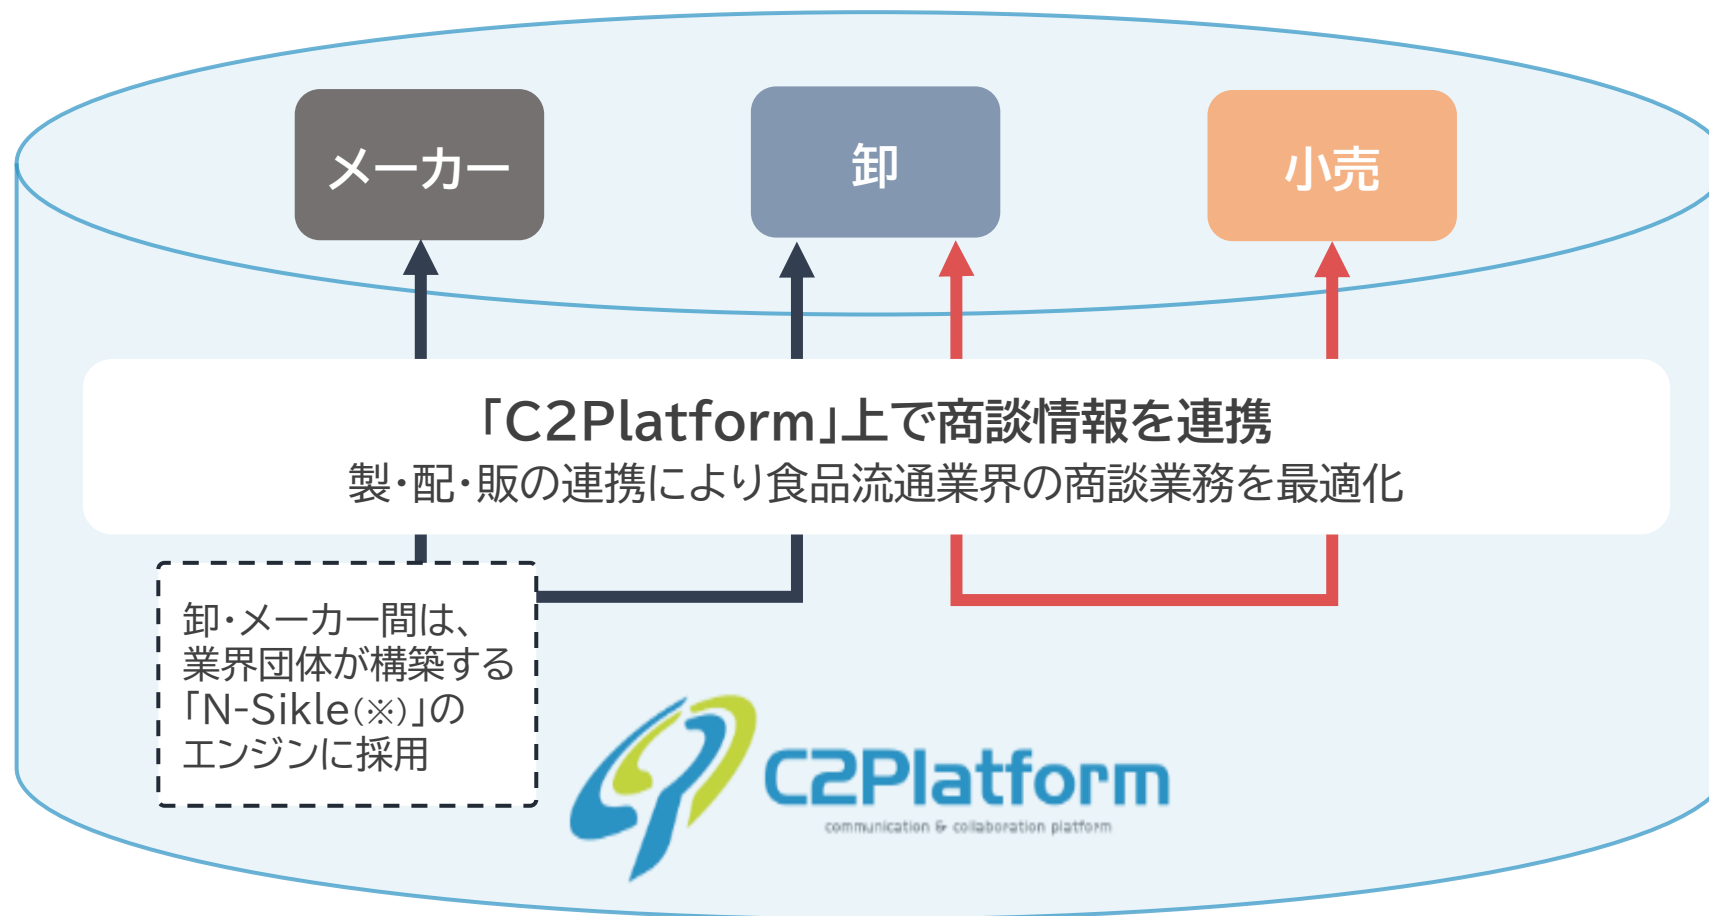 メーカー
卸
小売
「C2Platform」上で商談情報を連携
製・配・販の連携により食品流通業界の商談業務を最適化
卸・メーカー間は、
業界団体が構築する
「N-Sikle(※)」の
エンジンに採用
C2Platform
communication & collaboration platform